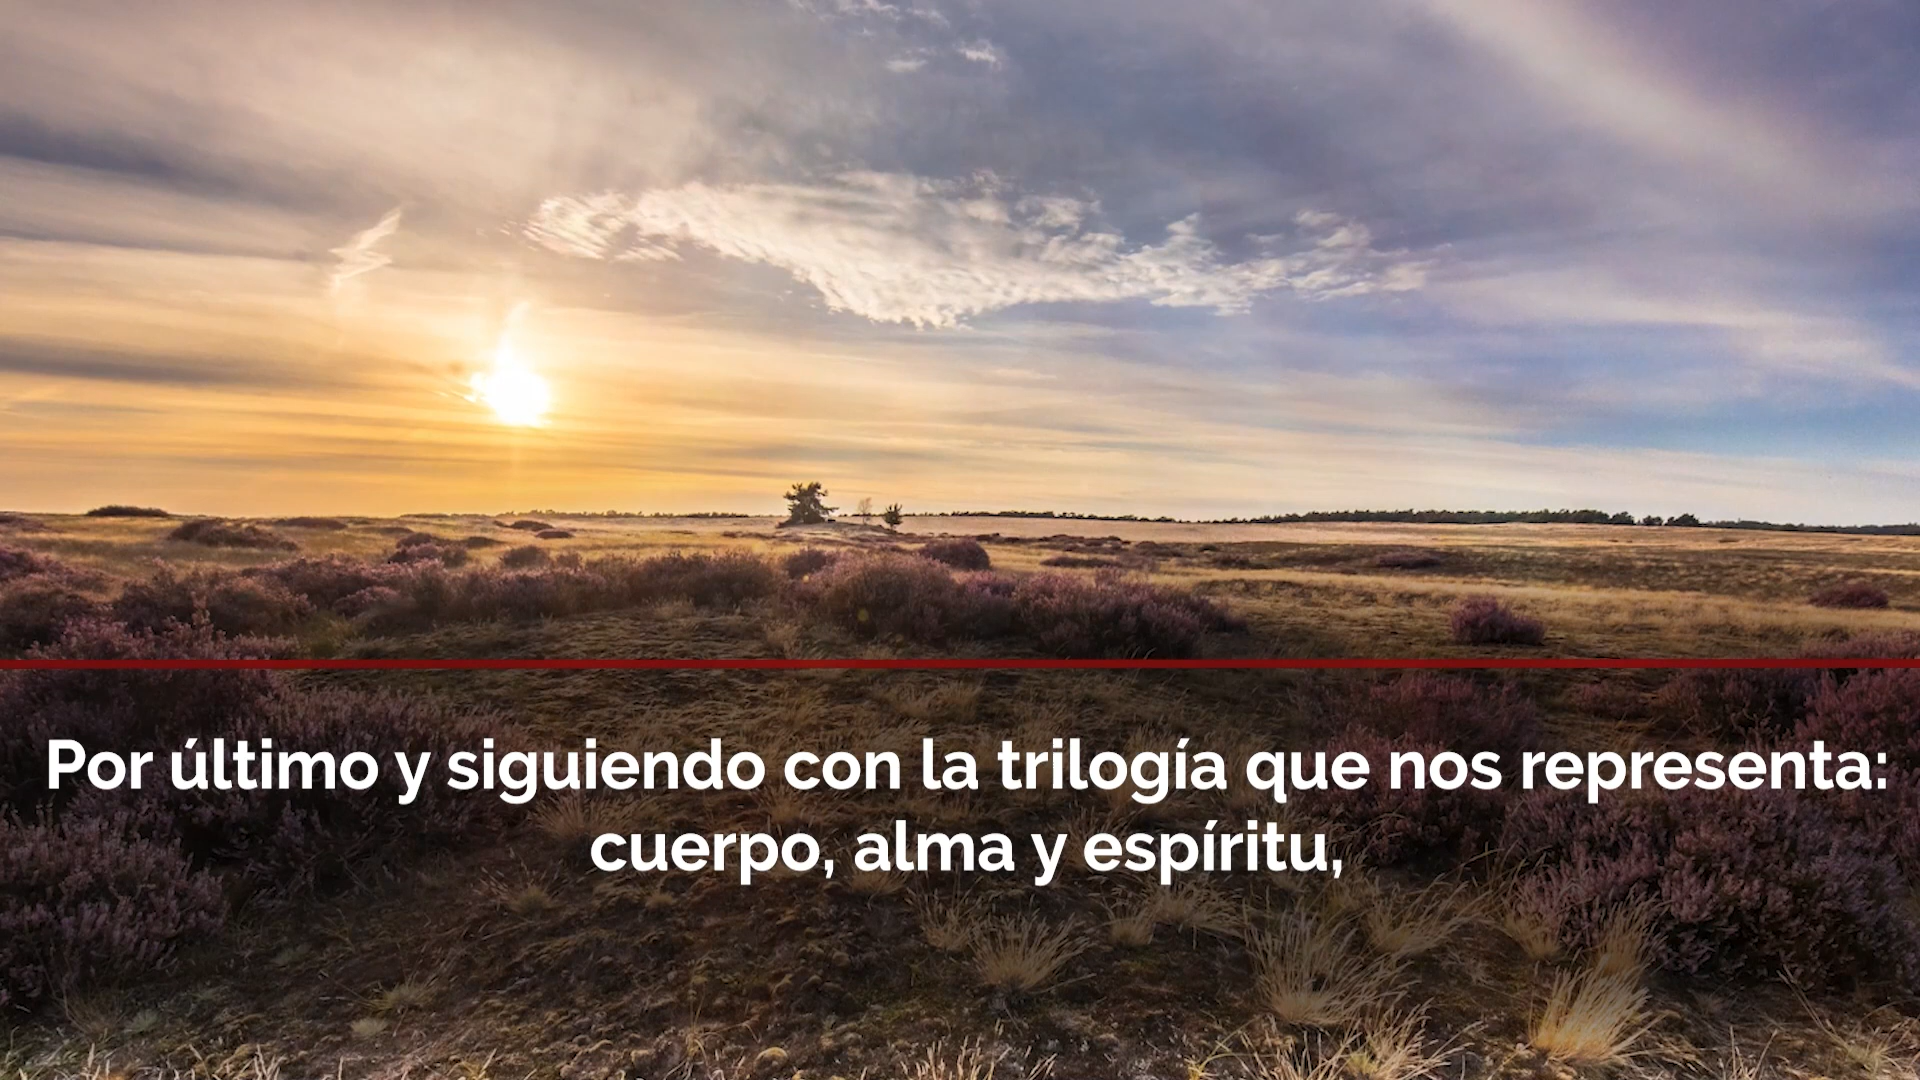 Por último y siguiendo con la trilogía que nos representa:
cuerpo, alma y espíritu,